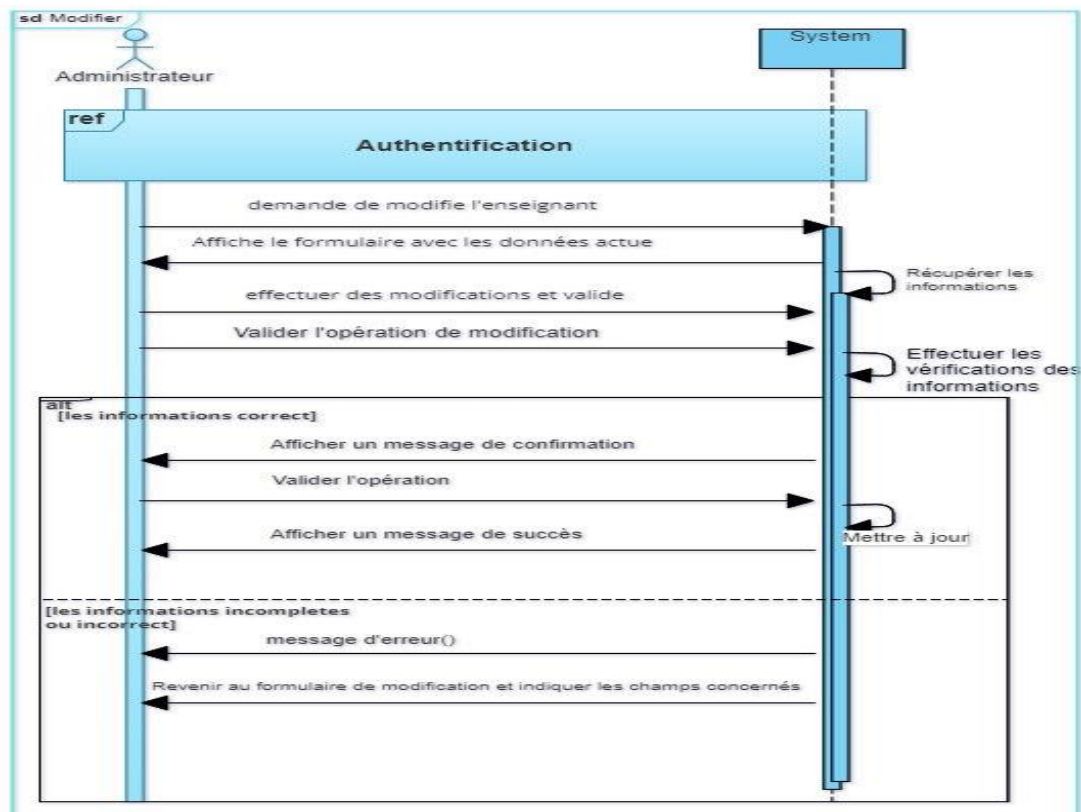 sd Modifier
System
Administrateur
ref
Authentification
demande de modifie l'enseignant
Affiche le formulaire avec les données actue
Récupérer les
informations
effectuer des modifications et valide
Valider l'opération de modification
Effectuer les
vérifications des
informations
alt
[les informations correct]
Afficher un message de confirmation
Valider l'opération
Afficher un message de succès
Mettre à jour
[les informations incompletes
ou incorrect]
message d'erreur()
Revenir au formulaire de modification et indiquer les champs concernés